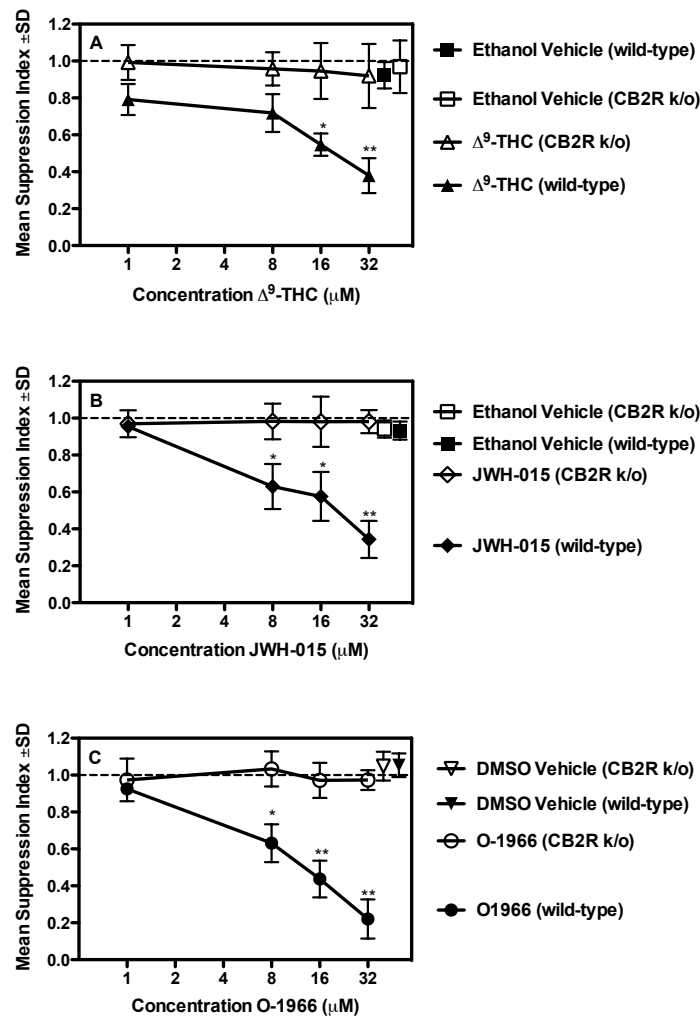 Mean Suppression Index ±SD
1.2
1.0
0.8
0.6
0.4
0.2
0.0
A
*
**
1 2 4 8 16 32
Concentration Δ⁹-THC (μM)
Ethanol Vehicle (wild-type)
Ethanol Vehicle (CB2R k/o)
Δ⁹-THC (CB2R k/o)
Δ⁹-THC (wild-type)
Mean Suppression Index ±SD
1.2
1.0
0.8
0.6
0.4
0.2
0.0
B
*
*
**
1 2 4 8 16 32
Concentration JWH-015 (μM)
Ethanol Vehicle (CB2R k/o)
Ethanol Vehicle (wild-type)
JWH-015 (CB2R k/o)
JWH-015 (wild-type)
Mean Suppression Index ±SD
1.2
1.0
0.8
0.6
0.4
0.2
0.0
C
*
**
**
1 2 4 8 16 32
Concentration O-1966 (μM)
DMSO Vehicle (CB2R k/o)
DMSO Vehicle (wild-type)
O-1966 (CB2R k/o)
O1966 (wild-type)